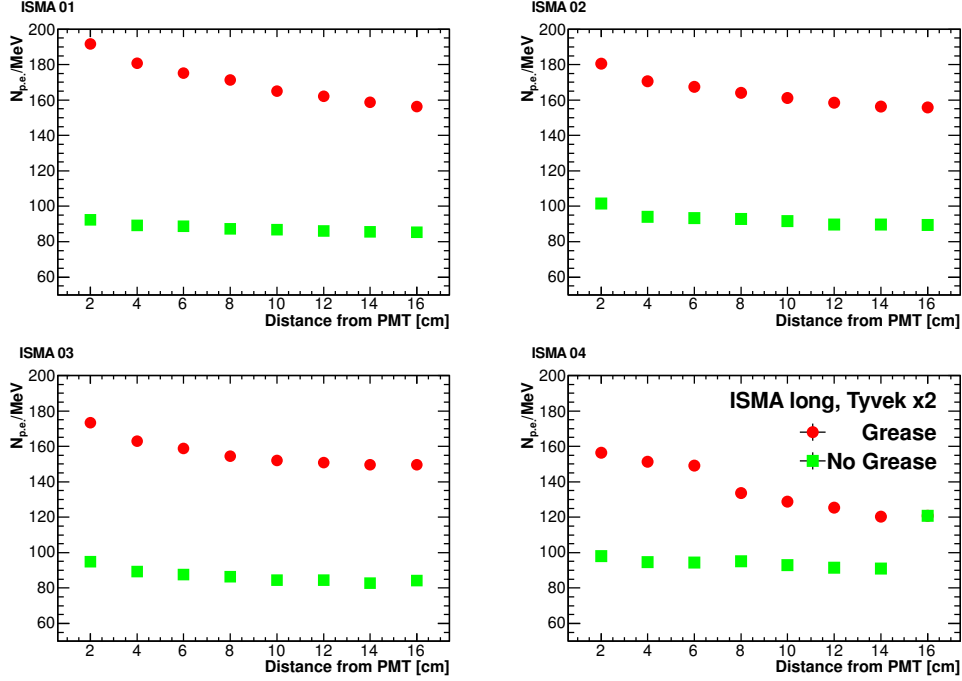 ISMA 01
N_p.e./MeV
200
180
160
140
120
100
80
60
2 4 6 8 10 12 14 16
Distance from PMT [cm]
ISMA 02
N_p.e./MeV
200
180
160
140
120
100
80
60
2 4 6 8 10 12 14 16
Distance from PMT [cm]
ISMA 03
N_p.e./MeV
200
180
160
140
120
100
80
60
2 4 6 8 10 12 14 16
Distance from PMT [cm]
ISMA 04
N_p.e./MeV
200
180
160
140
120
100
80
60
ISMA long, Tyvek x2
Grease
No Grease
2 4 6 8 10 12 14 16
Distance from PMT [cm]